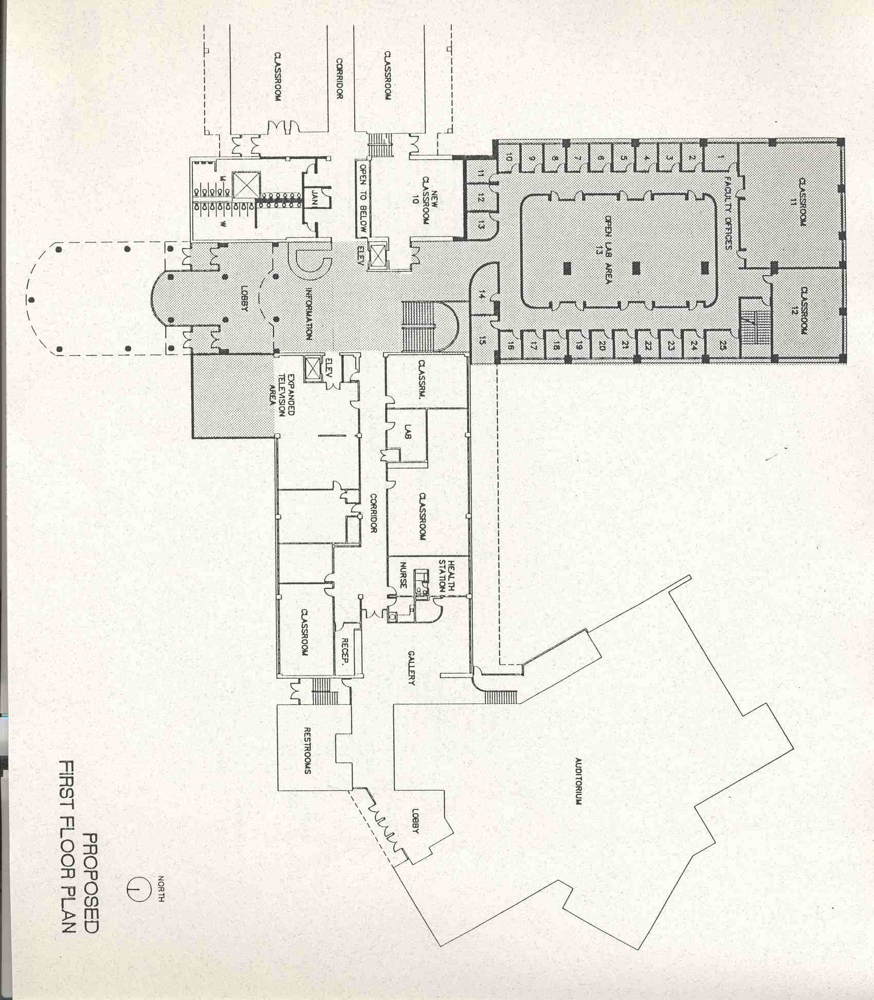 CLASSROOM
11
CLASSROOM
12
FACULTY OFFICES
1
2
3
4
5
6
7
8
9
10
11
12
13
OPEN LAB AREA
13
14
15
16
17
18
19
20
21
22
23
24
25
CLASSROOM
CORRIDOR
CLASSROOM
NEW
CLASSROOM
10
OPEN TO BELOW
ELEV
JAN
M
W
INFORMATION
LOBBY
ELEV
EXPANDED
TELEVISION
AREA
CLASSRM.
LAB
CLASSROOM
CORRIDOR
HEALTH
STATION
NURSE
CLASSROOM
RECEP.
GALLERY
RESTROOMS
LOBBY
AUDITORIUM
NORTH
PROPOSED
FIRST FLOOR PLAN